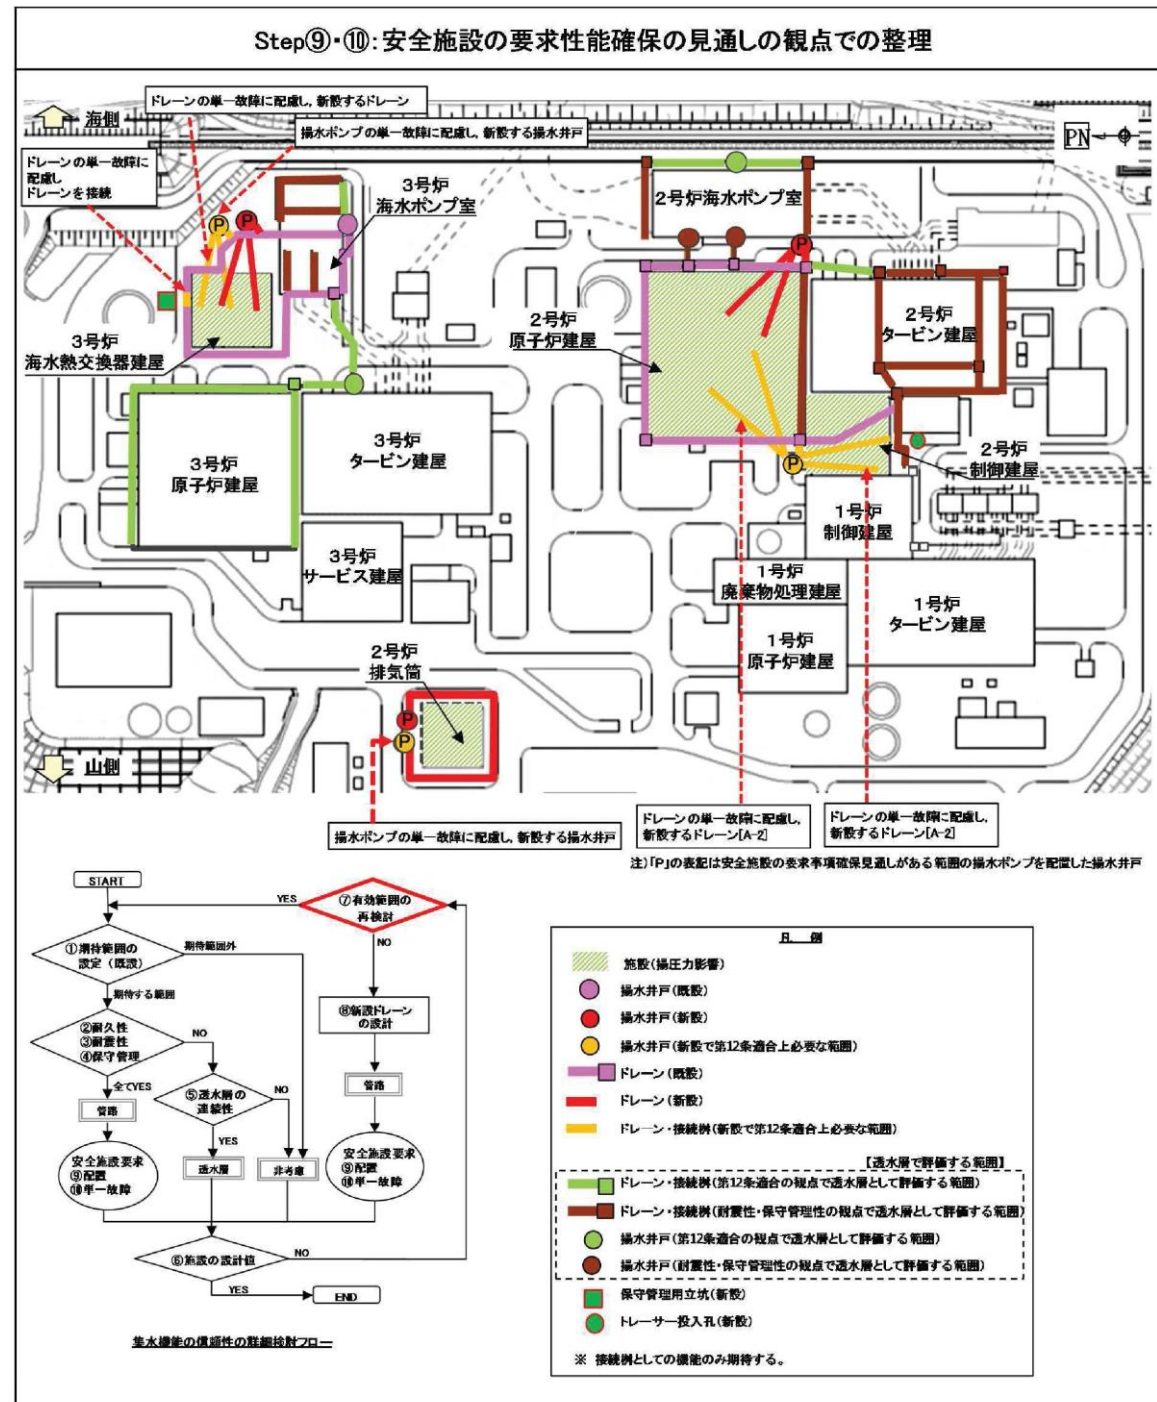 Step⑨・⑩:安全施設の要求性能確保の見通しの観点での整理
ドレーンの単一故障に配慮し,新設するドレーン
海側
揚水ポンプの単一故障に配慮し,新設する揚水井戸
PN
ドレーンの単一故障に
配慮し
ドレーンを接続
3号炉
海水ポンプ室
2号炉海水ポンプ室
P
P
P
3号炉
海水熱交換器建屋
2号炉
原子炉建屋
2号炉
タービン建屋
3号炉
原子炉建屋
3号炉
タービン建屋
P
2号炉
制御建屋
1号炉
制御建屋
3号炉
サービス建屋
1号炉
廃棄物処理建屋
1号炉
タービン建屋
1号炉
原子炉建屋
2号炉
排気筒
P
P
山側
揚水ポンプの単一故障に配慮し,新設する揚水井戸
ドレーンの単一故障に配慮し,
新設するドレーン[A-2]
ドレーンの単一故障に配慮し,
新設するドレーン[A-2]
注)「P」の表記は安全施設の要求事項確保見通しがある範囲の揚水ポンプを配置した揚水井戸
START
YES
⑦有効範囲の
再検討
①期待範囲の
設定(既設)
期待範囲外
NO
期待する範囲
⑧新設ドレーン
の設計
②耐久性
③耐震性
④保守管理
NO
全てYES
⑤透水層の
連続性
NO
管路
管路
YES
安全施設要求
⑨配置
⑩単一故障
透水層
非考慮
安全施設要求
⑨配置
⑩単一故障
⑥施設の設計値
NO
YES
END
集水機能の信頼性の詳細検討フロー
凡 例
施設(揚圧力影響)
揚水井戸(既設)
揚水井戸(新設)
揚水井戸(新設で第12条適合上必要な範囲)
ドレーン(既設)
ドレーン(新設)
ドレーン・接続桝(新設で第12条適合上必要な範囲)
【透水層で評価する範囲】
ドレーン・接続桝(第12条適合の観点で透水層として評価する範囲)
ドレーン・接続桝(耐震性・保守管理性の観点で透水層として評価する範囲)
揚水井戸(第12条適合の観点で透水層として評価する範囲)
揚水井戸(耐震性・保守管理性の観点で透水層として評価する範囲)
保守管理用立坑(新設)
トレーサー投入孔(新設)
※ 接続桝としての機能のみ期待する。